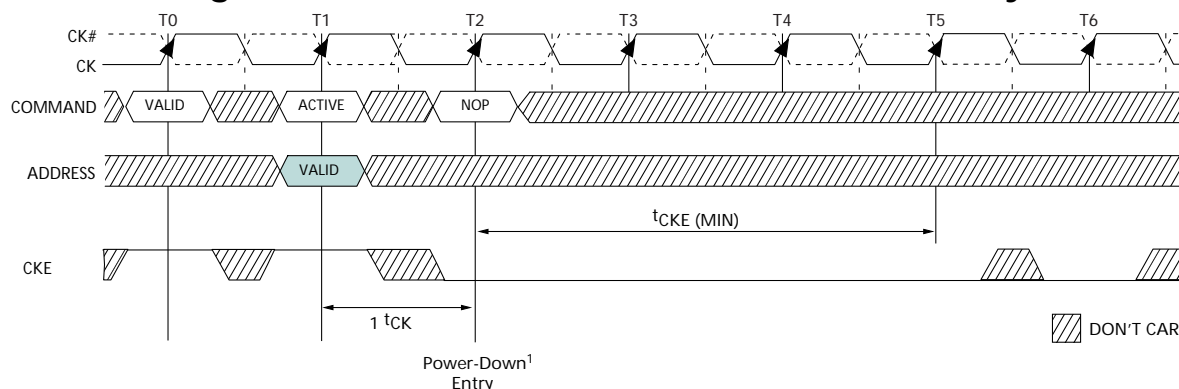 T0 T1 T2 T3 T4 T5 T6
CK#
CK
COMMAND VALID ACTIVE NOP
ADDRESS VALID
tCKE (MIN)
CKE
1 tCK
DON'T CAR
Power-Down1
Entry